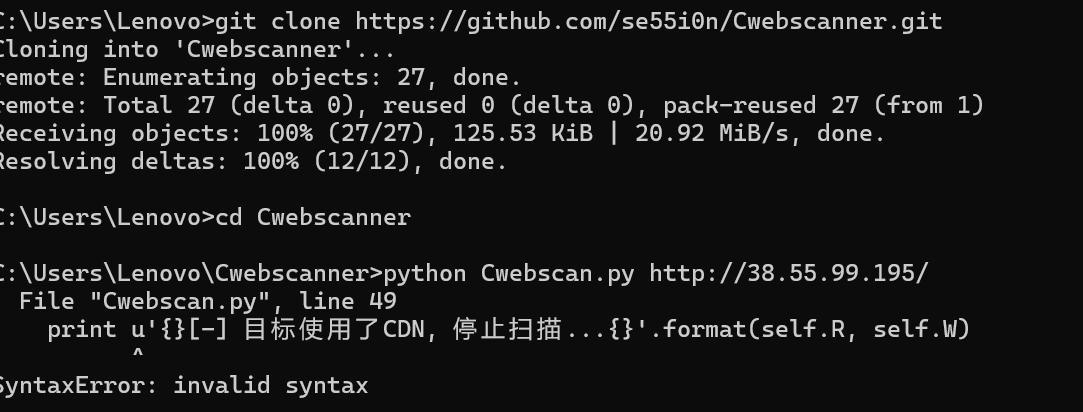 C:\Users\Lenovo>git clone https://github.com/se55i0n/Cwebscanner.git
Cloning into 'Cwebscanner'...
remote: Enumerating objects: 27, done.
remote: Total 27 (delta 0), reused 0 (delta 0), pack-reused 27 (from 1)
Receiving objects: 100% (27/27), 125.53 KiB | 20.92 MiB/s, done.
Resolving deltas: 100% (12/12), done.
C:\Users\Lenovo>cd Cwebscanner
C:\Users\Lenovo\Cwebscanner>python Cwebscan.py http://38.55.99.195/
  File "Cwebscan.py", line 49
    print u'{}[-] 目标使用了CDN, 停止扫描...{}'.format(self.R, self.W)
          ^
SyntaxError: invalid syntax